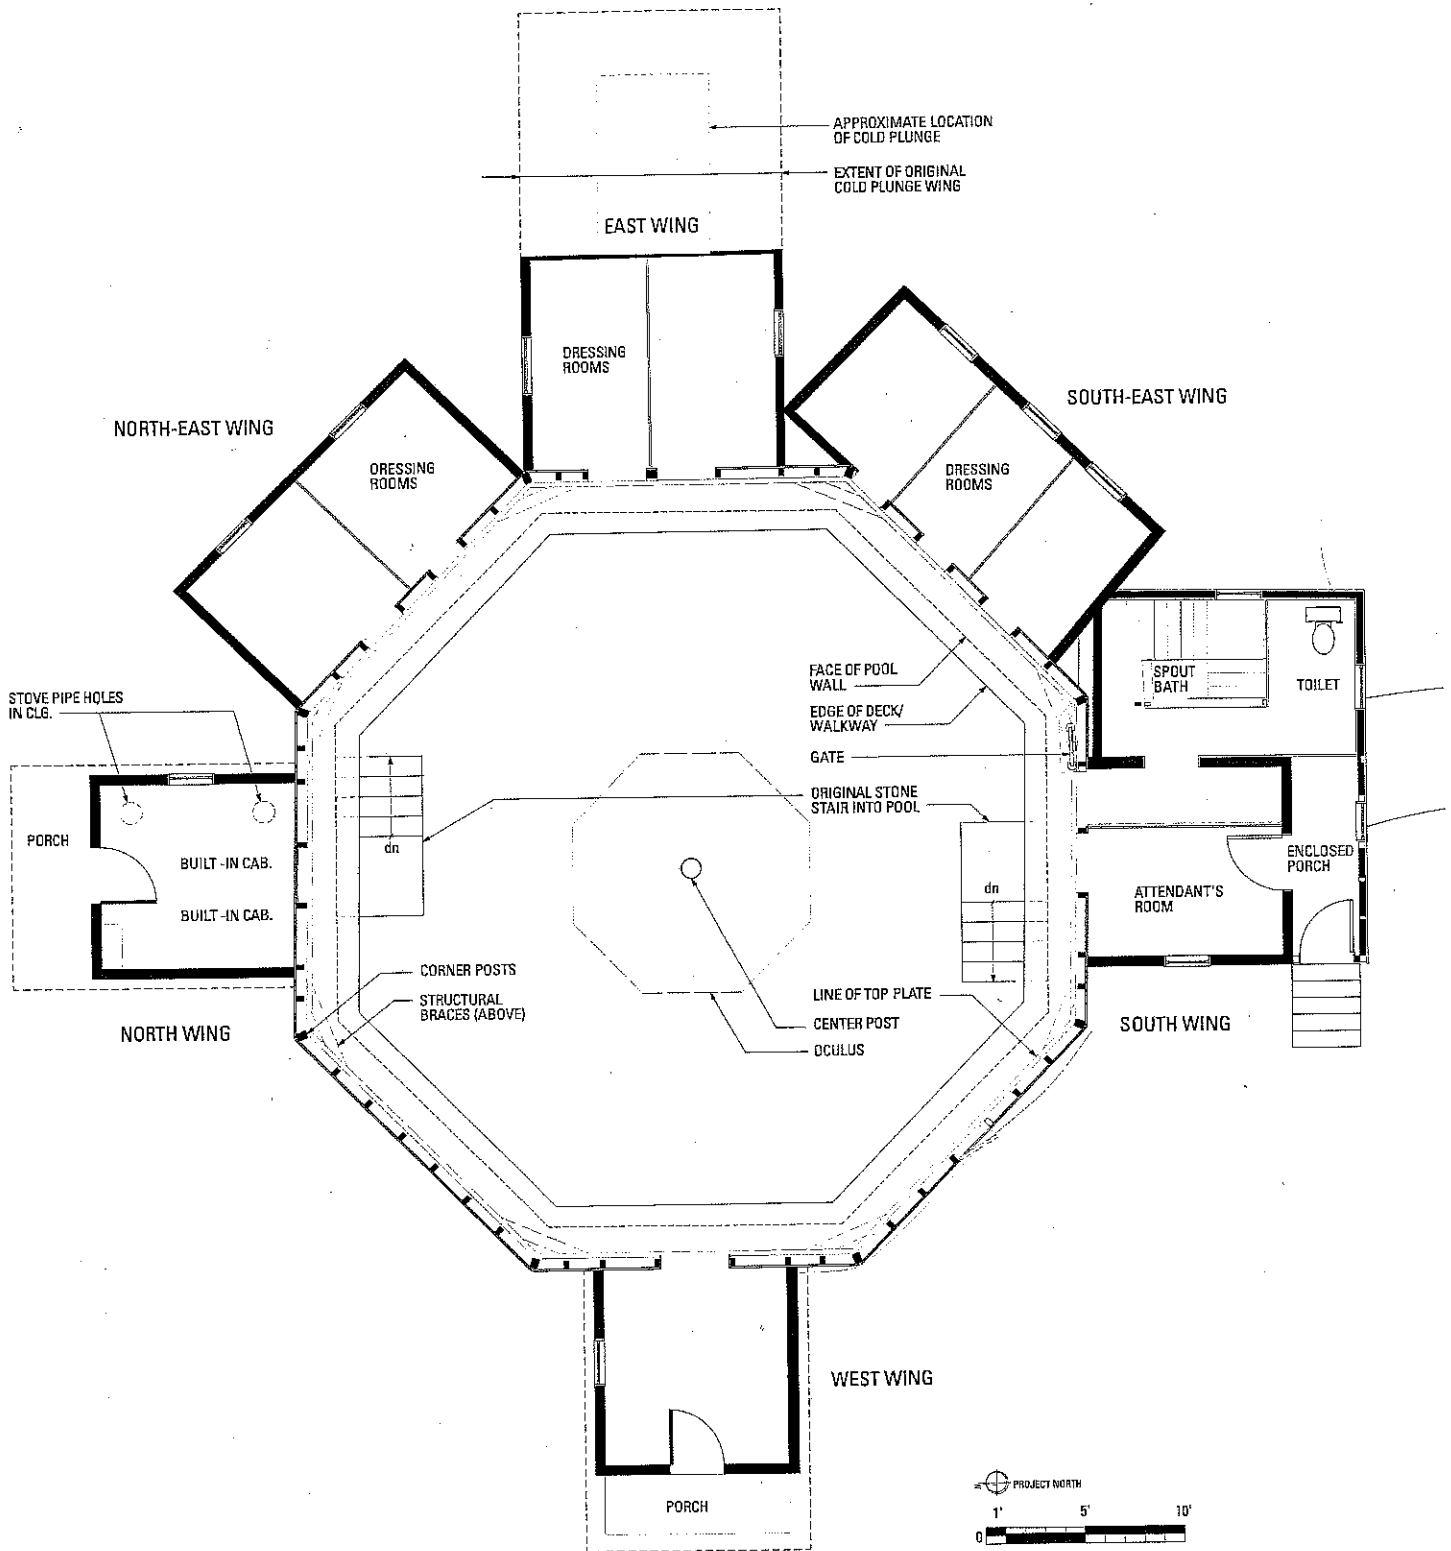 APPROXIMATE LOCATION
OF COLD PLUNGE
EXTENT OF ORIGINAL
COLD PLUNGE WING
EAST WING
DRESSING
ROOMS
SOUTH-EAST WING
NORTH-EAST WING
DRESSING
ROOMS
DRESSING
ROOMS
FACE OF POOL
WALL
SPOUT
BATH
TOILET
STOVE PIPE HOLES
IN CLG.
EDGE OF DECK/
WALKWAY
GATE
ORIGINAL STONE
STAIR INTO POOL
PORCH
dn
BUILT-IN CAB.
ENCLOSED
PORCH
dn
ATTENDANT'S
ROOM
BUILT-IN CAB.
CORNER POSTS
STRUCTURAL
BRACES (ABOVE)
LINE OF TOP PLATE
NORTH WING
CENTER POST
SOUTH WING
OCULUS
WEST WING
PORCH
PROJECT NORTH
1' 5' 10'
0